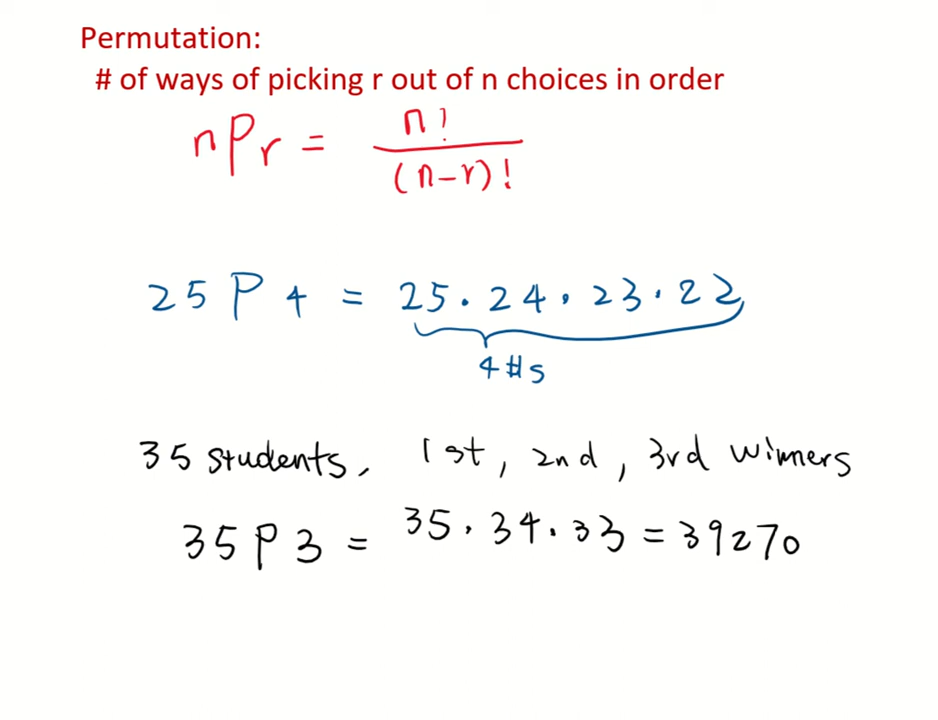 Permutation:
# of ways of picking r out of n choices in order
nPr = n! / (n-r)!
25 P 4 = 25 . 24 . 23 . 22
4 #s
35 students, 1st, 2nd, 3rd winners
35 P 3 = 35 . 34 . 33 = 39270